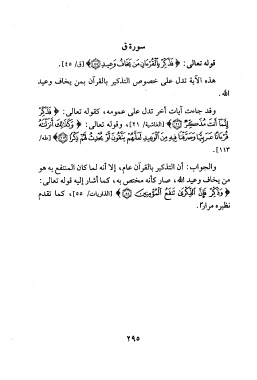 سورة ق
قوله تعالى: ﴿فَذَكِّرْ بِالْقُرْءَانِ مَن يَخَافُ وَعِيدِ ﴾ [ق/ ٤٥].
هذه الآية تدل على خصوص التذكير بالقرآن بمن يخاف وعيد
الله.
وقد جاءت آيات أخر تدل على عمومه، كقوله تعالى: ﴿ فَذَكِّرْ
إِنَّمَآ أَنتَ مُذَكِّرٌ ﴾ [الغاشية/ ٢١]، وقوله تعالى: ﴿ وَكَذَٰلِكَ أَنزَلْنَٰهُ
قُرْءَانًا عَرَبِيًّا وَصَرَّفْنَا فِيهِ مِنَ الْوَعِيدِ لَعَلَّهُمْ يَتَّقُونَ أَوْ يُحْدِثُ لَهُمْ ذِكْرًا ﴾ [طه/
١١٣].
والجواب: أن التذكير بالقرآن عام، إلا أنه لما كان المنتفع به هو
من يخاف وعيد الله، صار كأنه مختص به، كما أشار إليه قوله تعالى:
﴿ وَذَكِّرْ فَإِنَّ الذِّكْرَىٰ تَنفَعُ الْمُؤْمِنِينَ ﴾ [الذاريات/ ٥٥]، كما تقدم
نظيره مرارًا.
٢٩٥